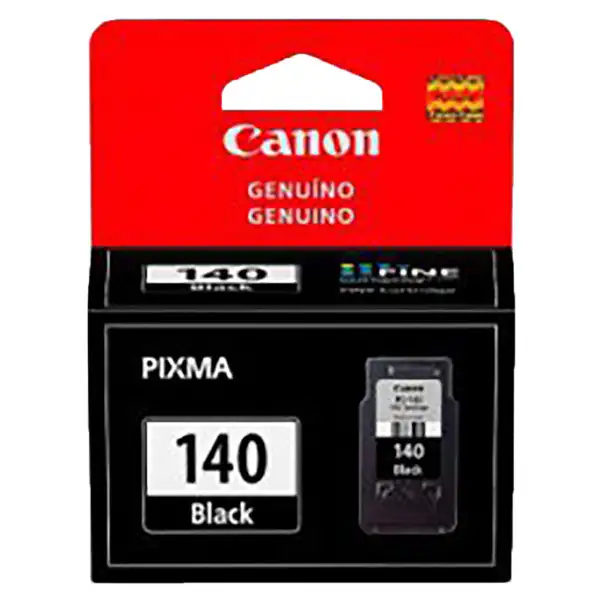 Canon
GENUÍNO
GENUINO
140
Black
FINE
PIXMA
140
Black
Canon
140
Black